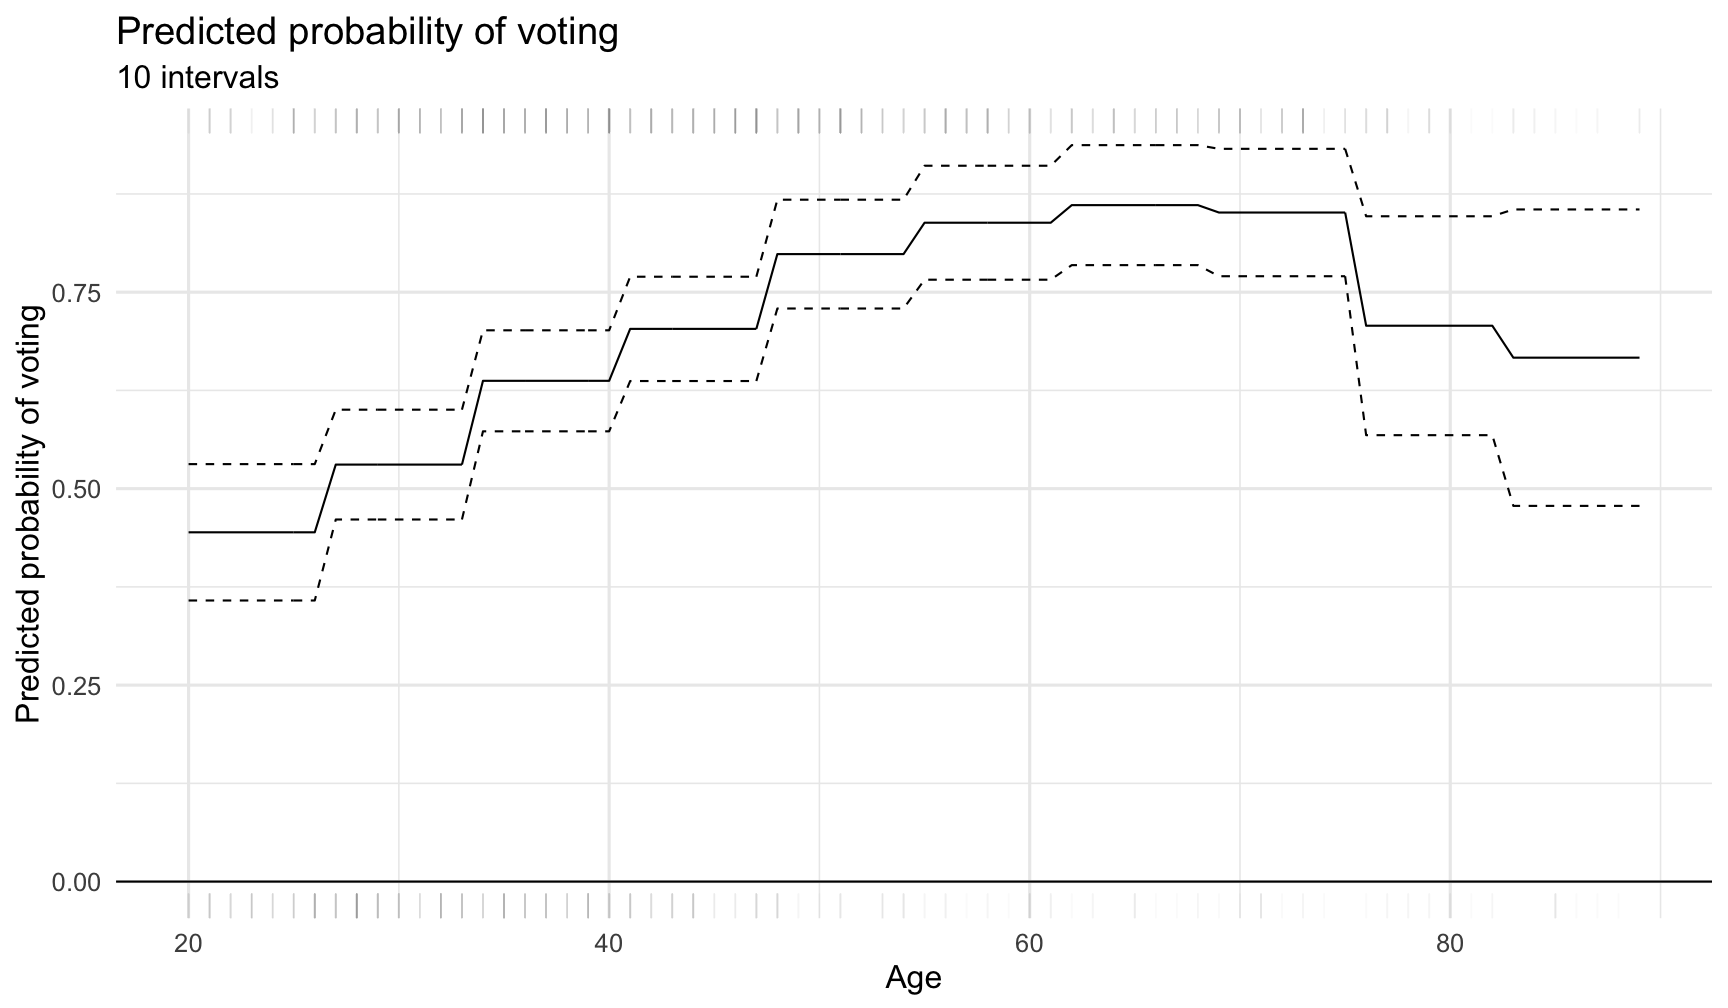 Predicted probability of voting
10 intervals
Predicted probability of voting
0.75
0.50
0.25
0.00
20 40 60 80
Age